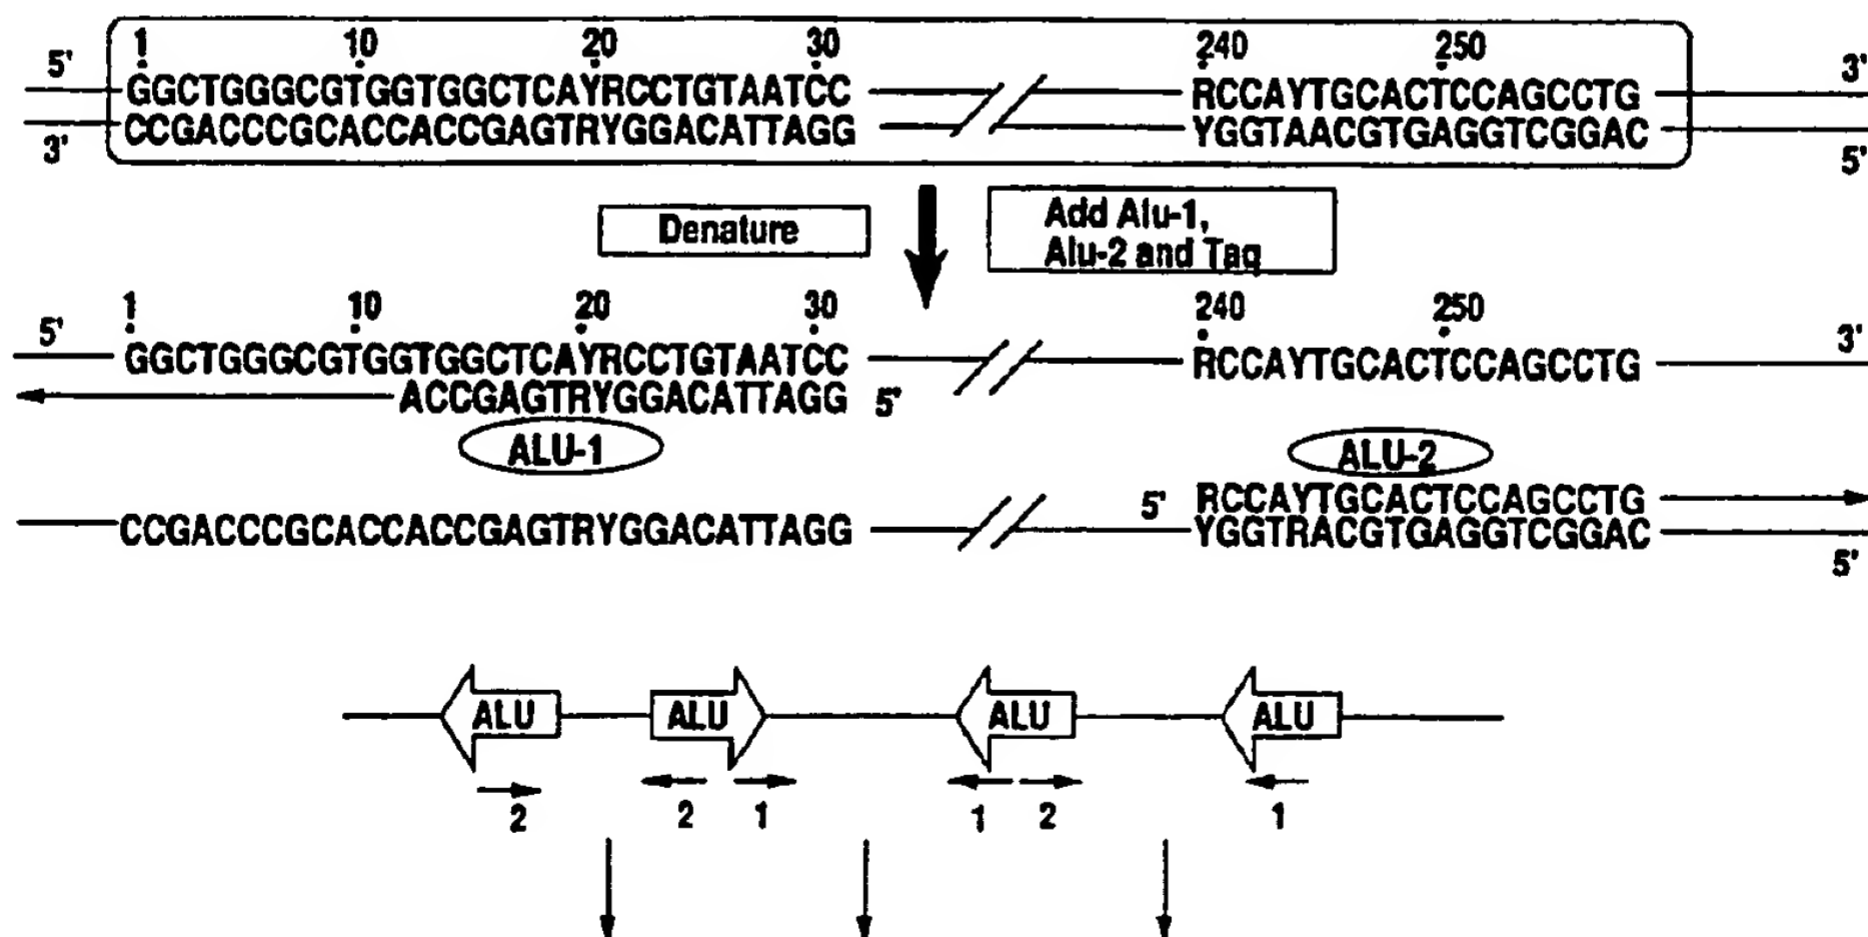 1 10 20 30 240 250
5' GGCTGGGCGTGGTGGCTCAYRCCTGTAATCC RCCAYTGCACTCCAGCCTG 3'
3' CCGACCCGCACCACCGAGTRYGGACATTAGG YGGTAACGTGAGGTCGGAC 5'
Denature
Add Alu-1,
Alu-2 and Taq
1 10 20 30 240 250
5' GGCTGGGCGTGGTGGCTCAYRCCTGTAATCC RCCAYTGCACTCCAGCCTG 3'
ACCGAGTRYGGACATTAGG 5'
ALU-1 ALU-2
5' RCCAYTGCACTCCAGCCTG
CCGACCCGCACCACCGAGTRYGGACATTAGG YGGTRACGTGAGGTCGGAC 5'
ALU ALU ALU ALU
2 2 1 1 2 1